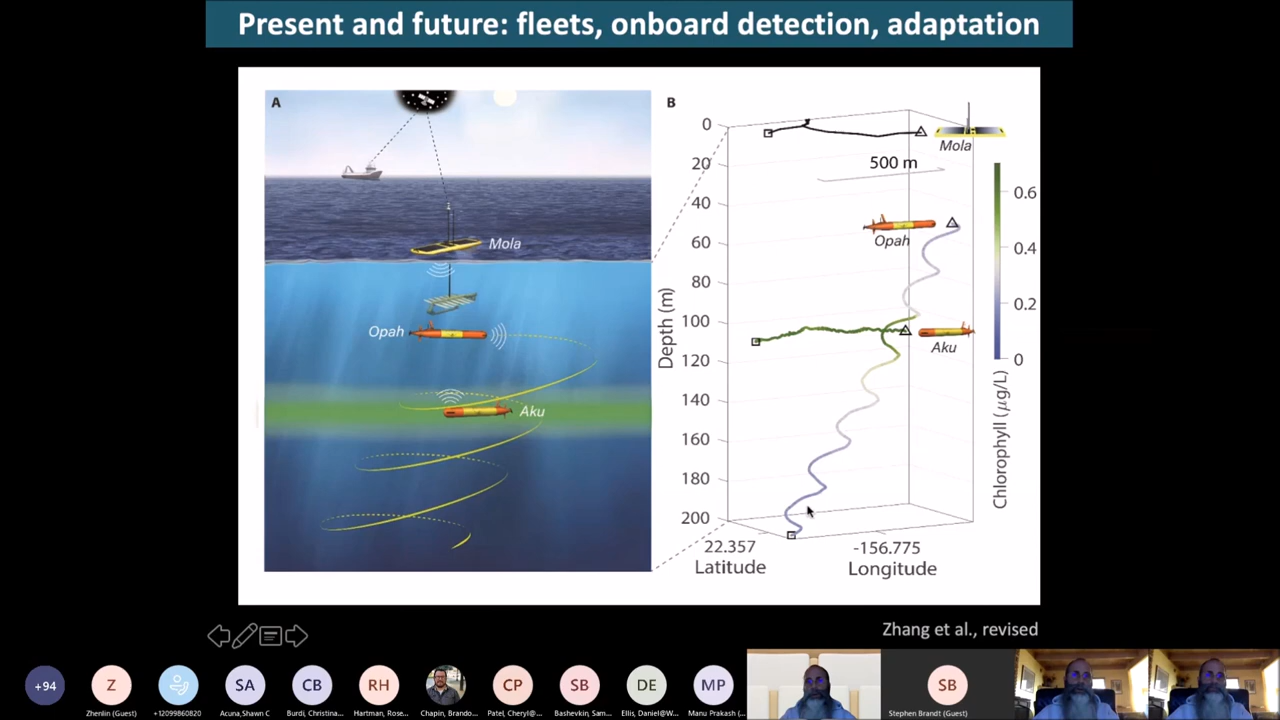 Present and future: fleets, onboard detection, adaptation
A
Mola
Opah
Aku
B
0
20
40
60
80
100
120
140
160
180
200
Depth (m)
500 m
Mola
Opah
Aku
0.6
0.4
0.2
0
Chlorophyll (μg/L)
22.357
Latitude
-156.775
Longitude
Zhang et al., revised
+94
Z
SA
CB
RH
CP
SB
DE
MP
SB
Zhenlin (Guest)
+12099860820
Acuna,Shawn C
Burdi, Christina...
Hartman, Rose...
Chapin, Brando...
Patel, Cheryl@...
Bashevkin, Sam...
Ellis, Daniel@W...
Manu Prakash (...
Stephen Brandt (Guest)